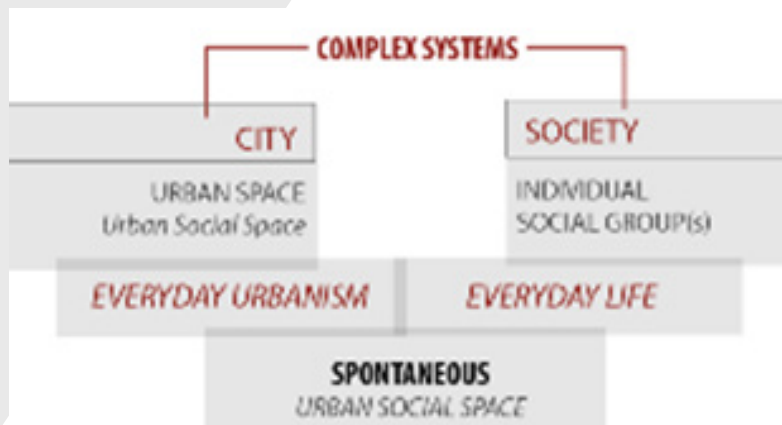 COMPLEX SYSTEMS
CITY
URBAN SPACE
Urban Social Space
SOCIETY
INDIVIDUAL
SOCIAL GROUP(s)
EVERYDAY URBANISM
EVERYDAY LIFE
SPONTANEOUS
URBAN SOCIAL SPACE